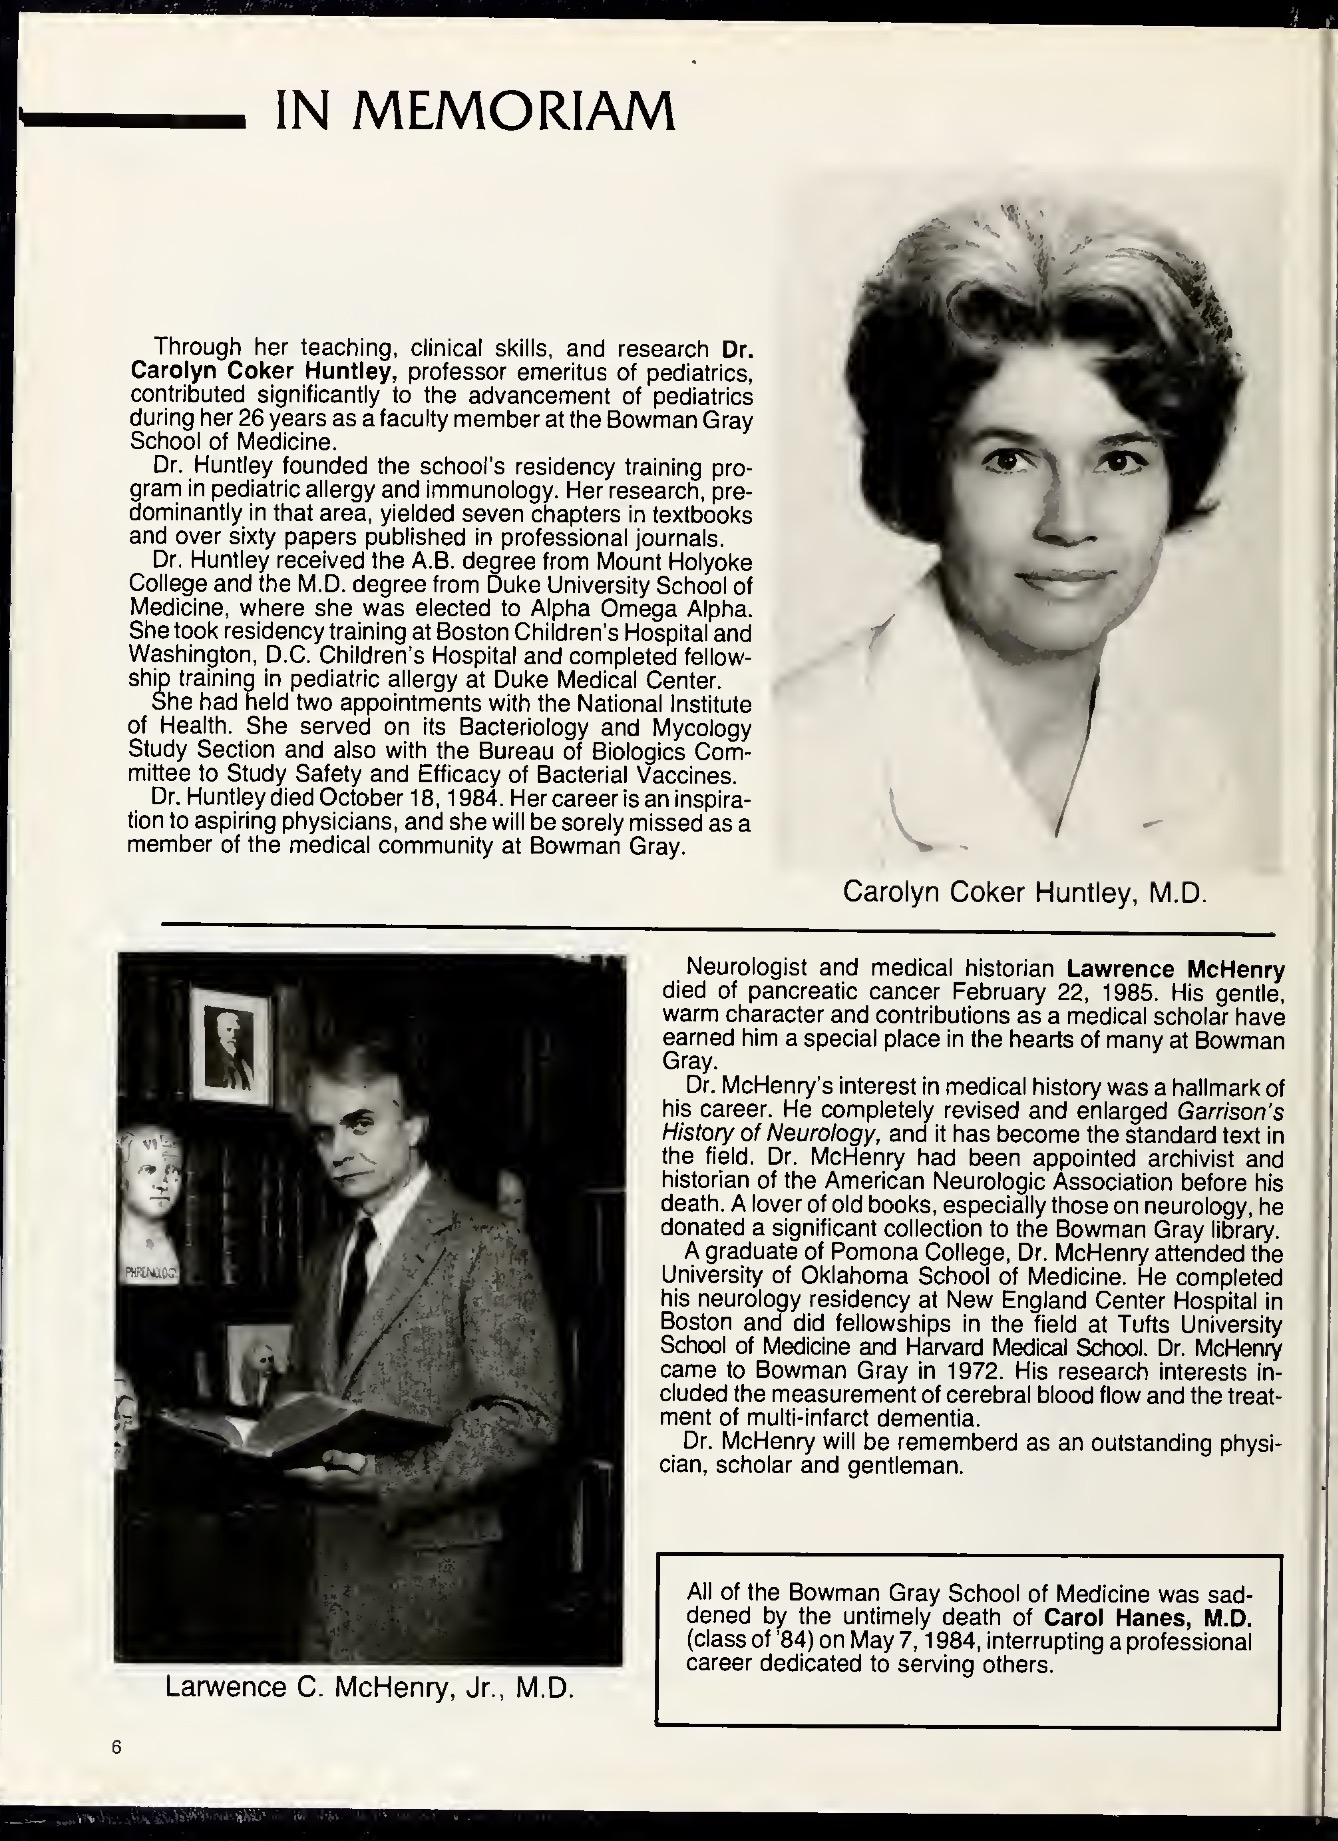 IN MEMORIAM
Through her teaching, clinical skills, and research Dr.
Carolyn Coker Huntley, professor emeritus of pediatrics,
contributed significantly to the advancement of pediatrics
during her 26 years as a faculty member at the Bowman Gray
School of Medicine.
Dr. Huntley founded the school's residency training pro-
gram in pediatric allergy and immunology. Her research, pre-
dominantly in that area, yielded seven chapters in textbooks
and over sixty papers published in professional journals.
Dr. Huntley received the A.B. degree from Mount Holyoke
College and the M.D. degree from Duke University School of
Medicine, where she was elected to Alpha Omega Alpha.
She took residency training at Boston Children's Hospital and
Washington, D.C. Children's Hospital and completed fellow-
ship training in pediatric allergy at Duke Medical Center.
She had held two appointments with the National Institute
of Health. She served on its Bacteriology and Mycology
Study Section and also with the Bureau of Biologics Com-
mittee to Study Safety and Efficacy of Bacterial Vaccines.
Dr. Huntley died October 18, 1984. Her career is an inspira-
tion to aspiring physicians, and she will be sorely missed as a
member of the medical community at Bowman Gray.
Carolyn Coker Huntley, M.D.
Neurologist and medical historian Lawrence McHenry
died of pancreatic cancer February 22, 1985. His gentle,
warm character and contributions as a medical scholar have
earned him a special place in the hearts of many at Bowman
Gray.
Dr. McHenry's interest in medical history was a hallmark of
his career. He completely revised and enlarged Garrison's
History of Neurology, and it has become the standard text in
the field. Dr. McHenry had been appointed archivist and
historian of the American Neurologic Association before his
death. A lover of old books, especially those on neurology, he
donated a significant collection to the Bowman Gray library.
A graduate of Pomona College, Dr. McHenry attended the
University of Oklahoma School of Medicine. He completed
his neurology residency at New England Center Hospital in
Boston and did fellowships in the field at Tufts University
School of Medicine and Harvard Medical School. Dr. McHenry
came to Bowman Gray in 1972. His research interests in-
cluded the measurement of cerebral blood flow and the treat-
ment of multi-infarct dementia.
Dr. McHenry will be rememberd as an outstanding physi-
cian, scholar and gentleman.
Larwence C. McHenry, Jr., M.D.
All of the Bowman Gray School of Medicine was sad-
dened by the untimely death of Carol Hanes, M.D.
(class of '84) on May 7, 1984, interrupting a professional
career dedicated to serving others.
6